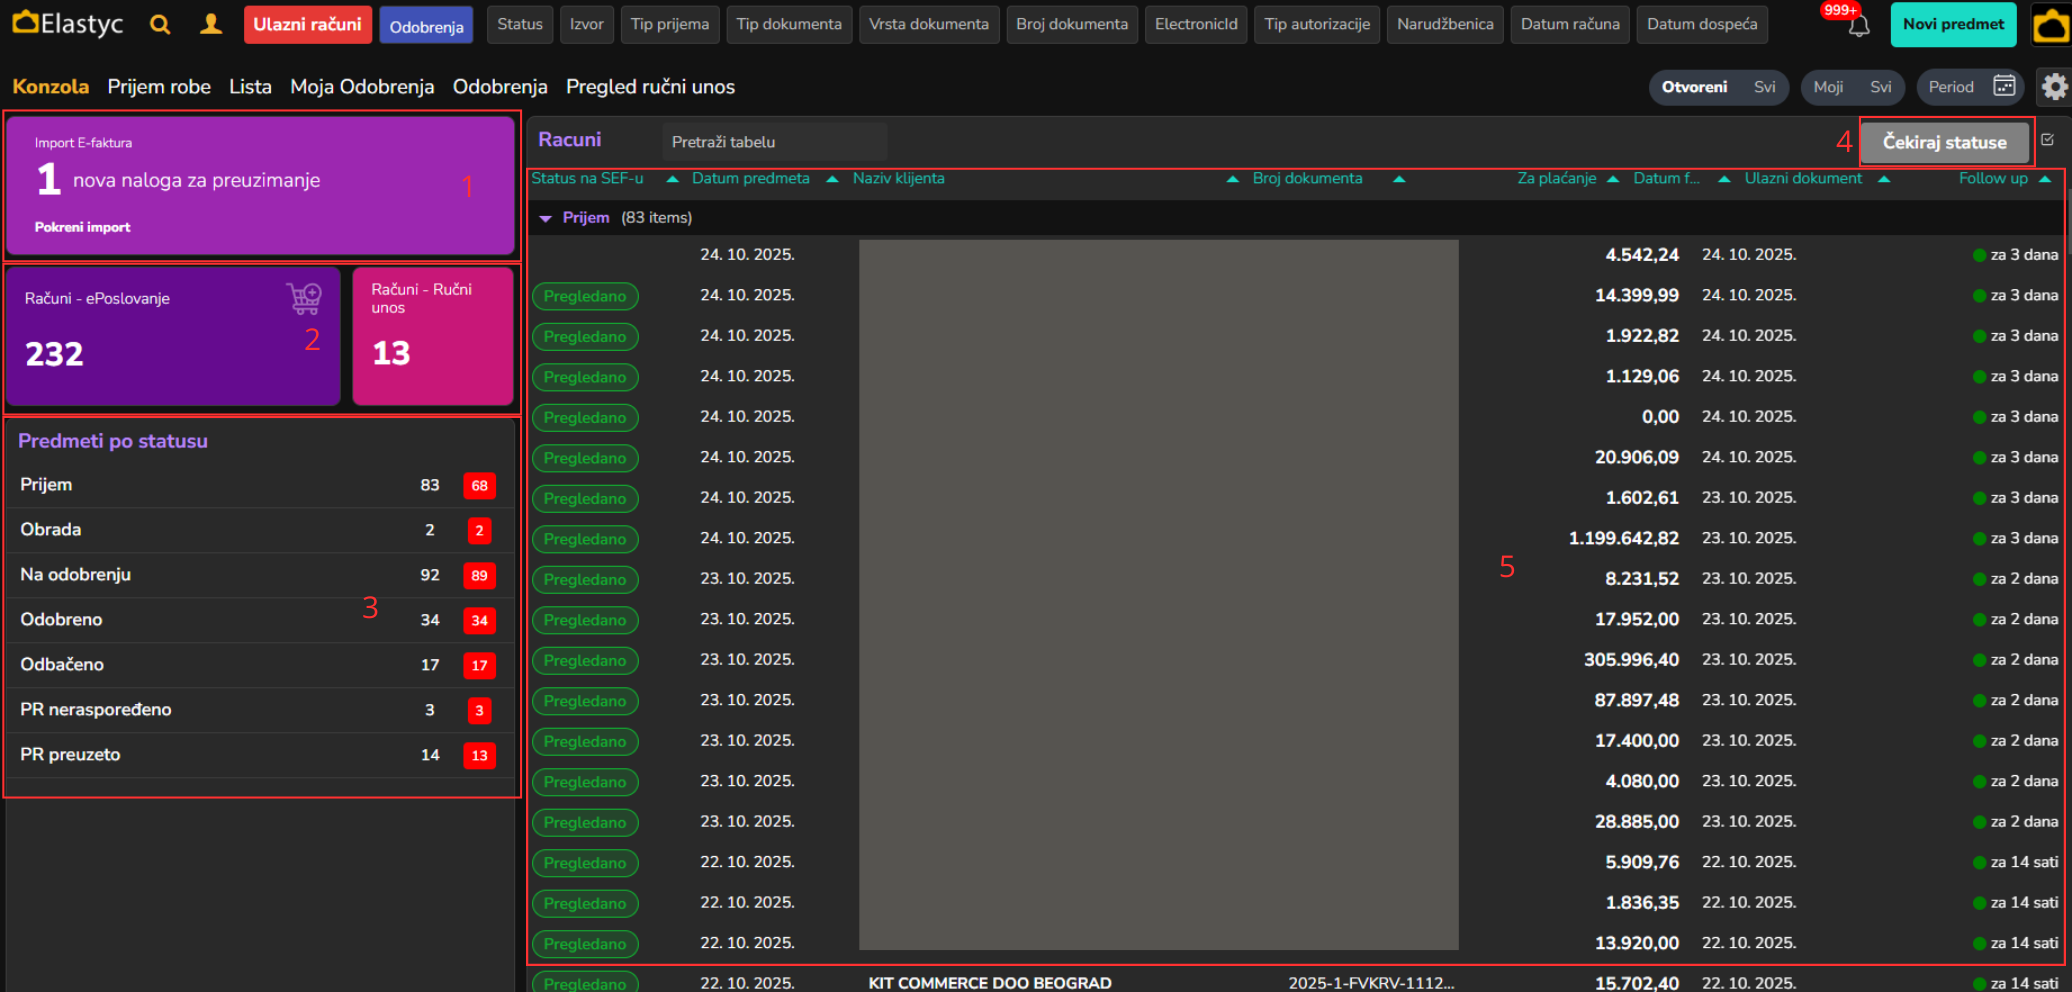 Elastyc Ulazni računi Odobrenja Status Izvor Tip prijema Tip dokumenta Vrsta dokumenta Broj dokumenta ElectronicId Tip autorizacije Narudžbenica Datum računa Datum dospeća 999+ Novi predmet
Konzola Prijem robe Lista Moja Odobrenja Odobrenja Pregled ručni unos Otvoreni Svi Moji Svi Period
Import E-faktura
1 nova naloga za preuzimanje
1
Pokreni import
Računi - ePoslovanje
232
2
Računi - Ručni
unos
13
Predmeti po statusu
Prijem 83 68
Obrada 2 2
Na odobrenju 92 89
3
Odobreno 34 34
Odbačeno 17 17
PR neraspoređeno 3 3
PR preuzeto 14 13
Racuni Pretraži tabelu 4 Čekiraj statuse
Status na SEF-u Datum predmeta Naziv klijenta Broj dokumenta Za plaćanje Datum f... Ulazni dokument Follow up
Prijem (83 items)
24. 10. 2025. 4.542,24 24. 10. 2025. za 3 dana
Pregledano 24. 10. 2025. 14.399,99 24. 10. 2025. za 3 dana
Pregledano 24. 10. 2025. 1.922,82 24. 10. 2025. za 3 dana
Pregledano 24. 10. 2025. 1.129,06 24. 10. 2025. za 3 dana
Pregledano 24. 10. 2025. 0,00 24. 10. 2025. za 3 dana
Pregledano 24. 10. 2025. 20.906,09 24. 10. 2025. za 3 dana
Pregledano 24. 10. 2025. 1.602,61 23. 10. 2025. za 3 dana
Pregledano 24. 10. 2025. 1.199.642,82 23. 10. 2025. za 3 dana
5
Pregledano 23. 10. 2025. 8.231,52 23. 10. 2025. za 2 dana
Pregledano 23. 10. 2025. 17.952,00 23. 10. 2025. za 2 dana
Pregledano 23. 10. 2025. 305.996,40 23. 10. 2025. za 2 dana
Pregledano 23. 10. 2025. 87.897,48 23. 10. 2025. za 2 dana
Pregledano 23. 10. 2025. 17.400,00 23. 10. 2025. za 2 dana
Pregledano 23. 10. 2025. 4.080,00 23. 10. 2025. za 2 dana
Pregledano 23. 10. 2025. 28.885,00 23. 10. 2025. za 2 dana
Pregledano 22. 10. 2025. 5.909,76 22. 10. 2025. za 14 sati
Pregledano 22. 10. 2025. 1.836,35 22. 10. 2025. za 14 sati
Pregledano 22. 10. 2025. 13.920,00 22. 10. 2025. za 14 sati
Pregledano 22. 10. 2025. KIT COMMERCE DOO BEOGRAD 2025-1-FVKRV-1112... 15.702,40 22. 10. 2025. za 14 sati